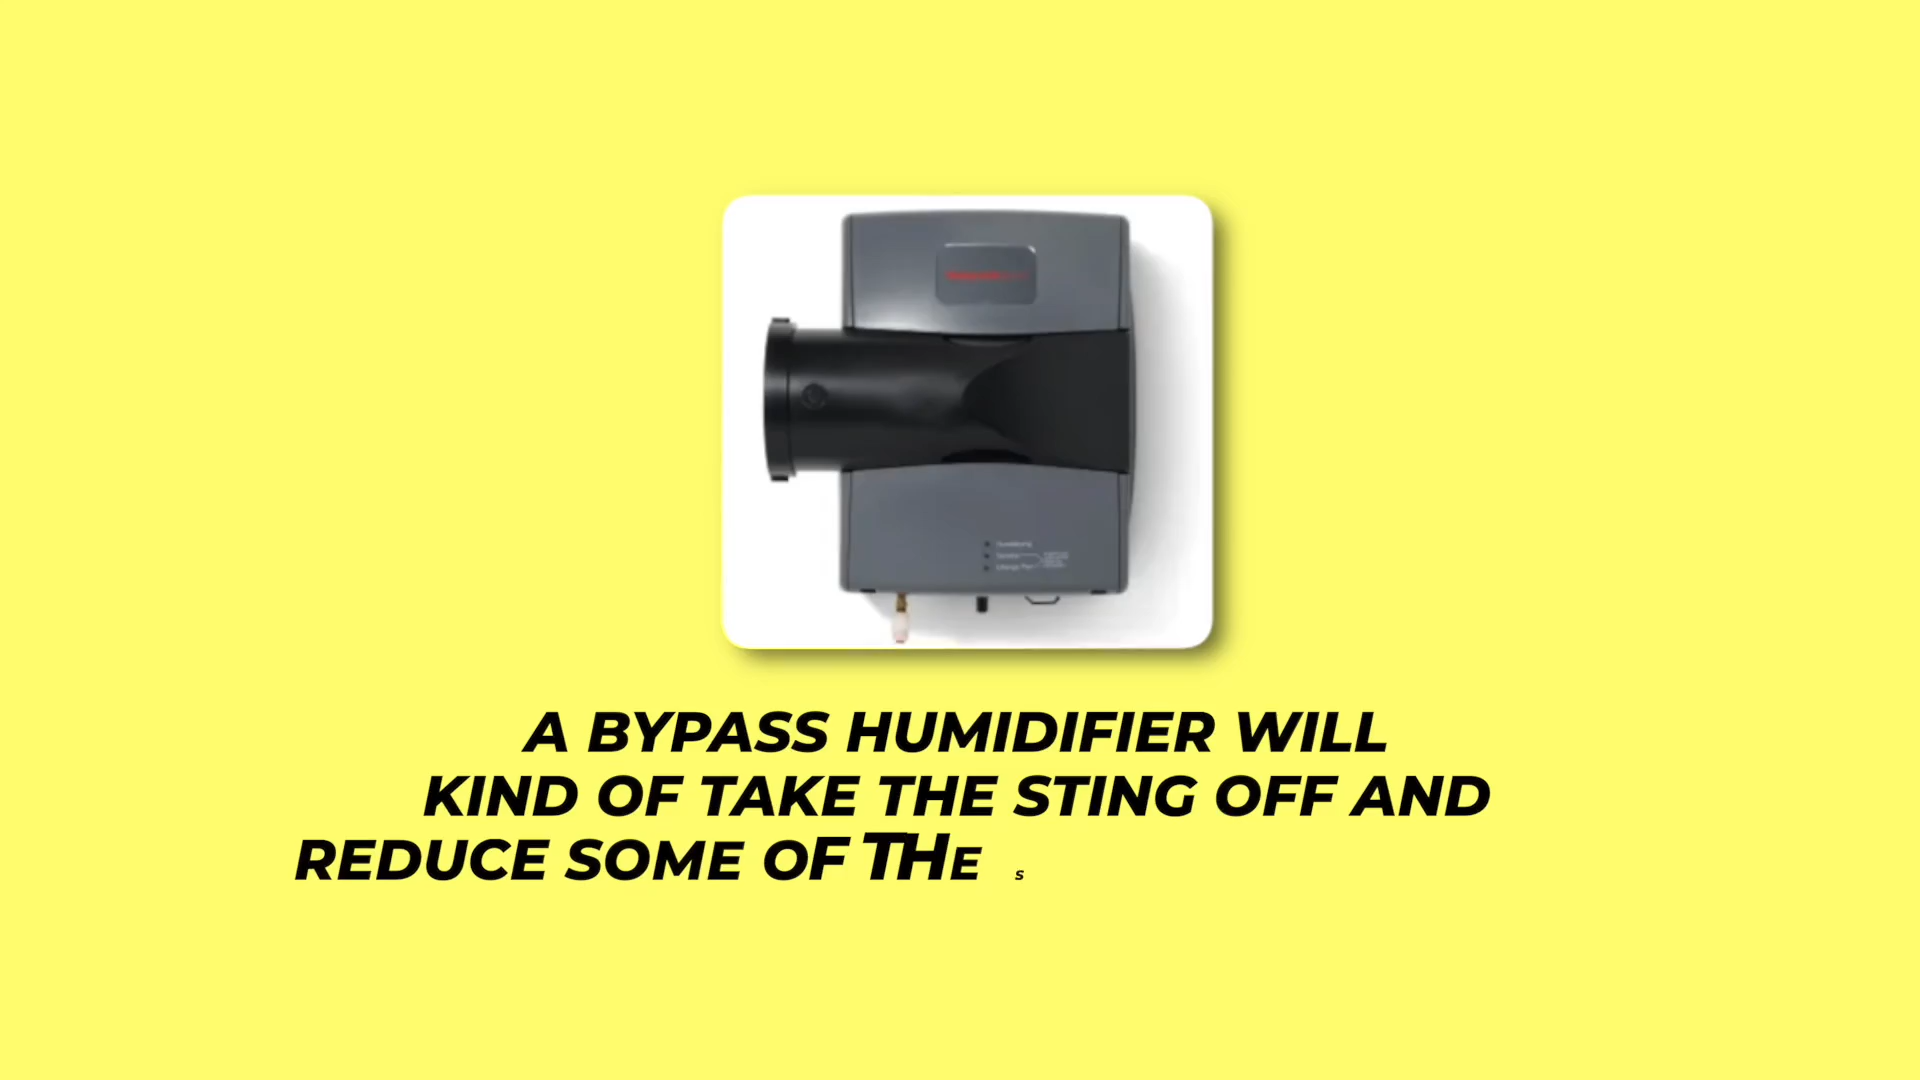 A BYPASS HUMIDIFIER WILL
KIND OF TAKE THE STING OFF AND
REDUCE SOME OF THE S